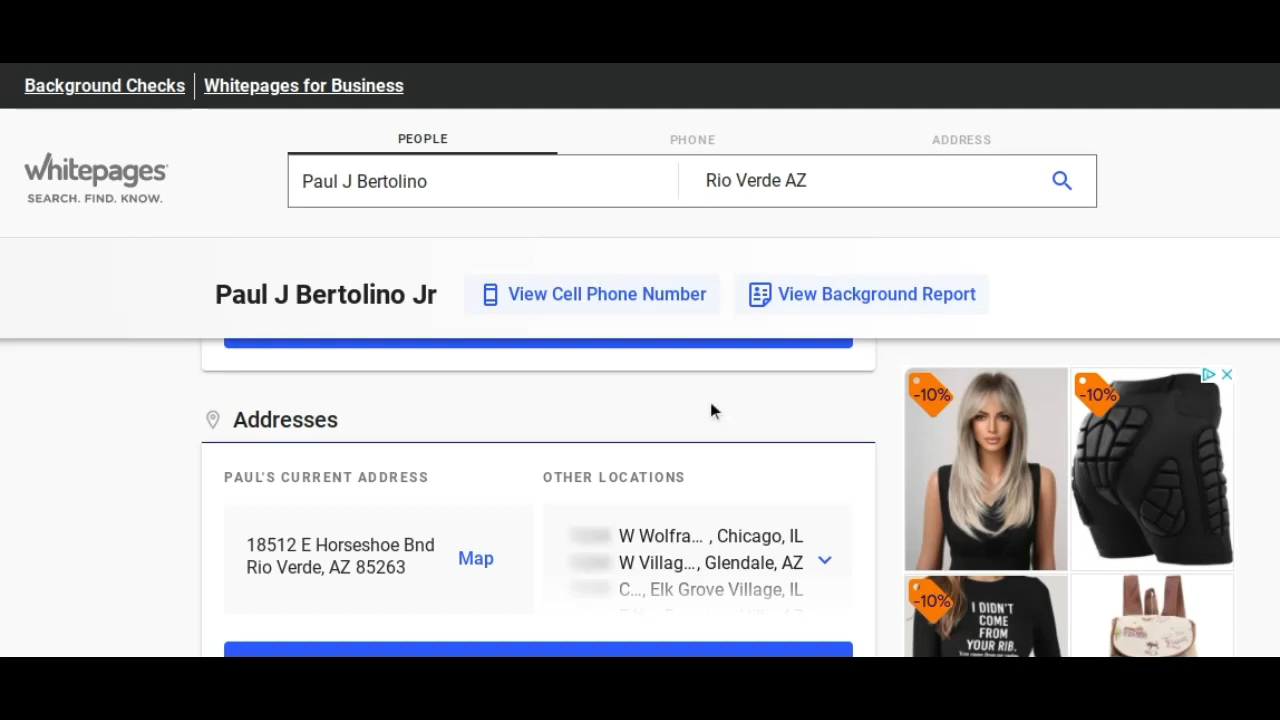 Background Checks
Whitepages for Business
PEOPLE
PHONE
ADDRESS
whitepages
SEARCH. FIND. KNOW.
Paul J Bertolino
Rio Verde AZ
Paul J Bertolino Jr
View Cell Phone Number
View Background Report
Addresses
PAUL'S CURRENT ADDRESS
OTHER LOCATIONS
18512 E Horseshoe Bnd
Rio Verde, AZ 85263
Map
W Wolfra... , Chicago, IL
W Villag..., Glendale, AZ
C..., Elk Grove Village, IL
-10%
-10%
-10%
I DIDN'T
COME
FROM
YOUR RIB.